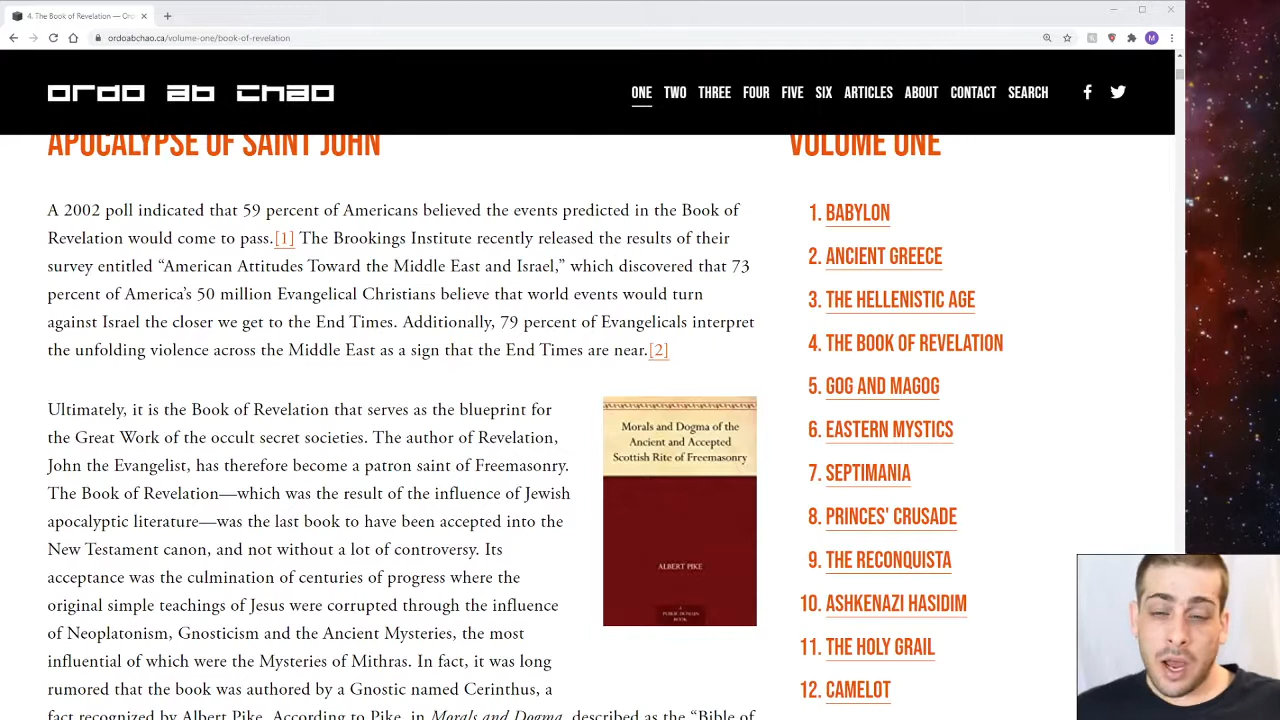 4. The Book of Revelation — Ord
ordoabchao.ca/volume-one/book-of-revelation
M
ordo ab chao
ONE TWO THREE FOUR FIVE SIX ARTICLES ABOUT CONTACT SEARCH
APOCALYPSE OF SAINT JOHN
A 2002 poll indicated that 59 percent of Americans believed the events predicted in the Book of
Revelation would come to pass.[1] The Brookings Institute recently released the results of their
survey entitled “American Attitudes Toward the Middle East and Israel,” which discovered that 73
percent of America’s 50 million Evangelical Christians believe that world events would turn
against Israel the closer we get to the End Times. Additionally, 79 percent of Evangelicals interpret
the unfolding violence across the Middle East as a sign that the End Times are near.[2]
Ultimately, it is the Book of Revelation that serves as the blueprint for
the Great Work of the occult secret societies. The author of Revelation,
John the Evangelist, has therefore become a patron saint of Freemasonry.
The Book of Revelation—which was the result of the influence of Jewish
apocalyptic literature—was the last book to have been accepted into the
New Testament canon, and not without a lot of controversy. Its
acceptance was the culmination of centuries of progress where the
original simple teachings of Jesus were corrupted through the influence
of Neoplatonism, Gnosticism and the Ancient Mysteries, the most
influential of which were the Mysteries of Mithras. In fact, it was long
rumored that the book was authored by a Gnostic named Cerinthus, a
fact recognized by Albert Pike. According to Pike, in Morals and Dogma, described as the “Bible of
Morals and Dogma of the
Ancient and Accepted
Scottish Rite of Freemasonry
ALBERT PIKE
A
PUBLIC DOMAIN
BOOK
VOLUME ONE
1. BABYLON
2. ANCIENT GREECE
3. THE HELLENISTIC AGE
4. THE BOOK OF REVELATION
5. GOG AND MAGOG
6. EASTERN MYSTICS
7. SEPTIMANIA
8. PRINCES' CRUSADE
9. THE RECONQUISTA
10. ASHKENAZI HASIDIM
11. THE HOLY GRAIL
12. CAMELOT